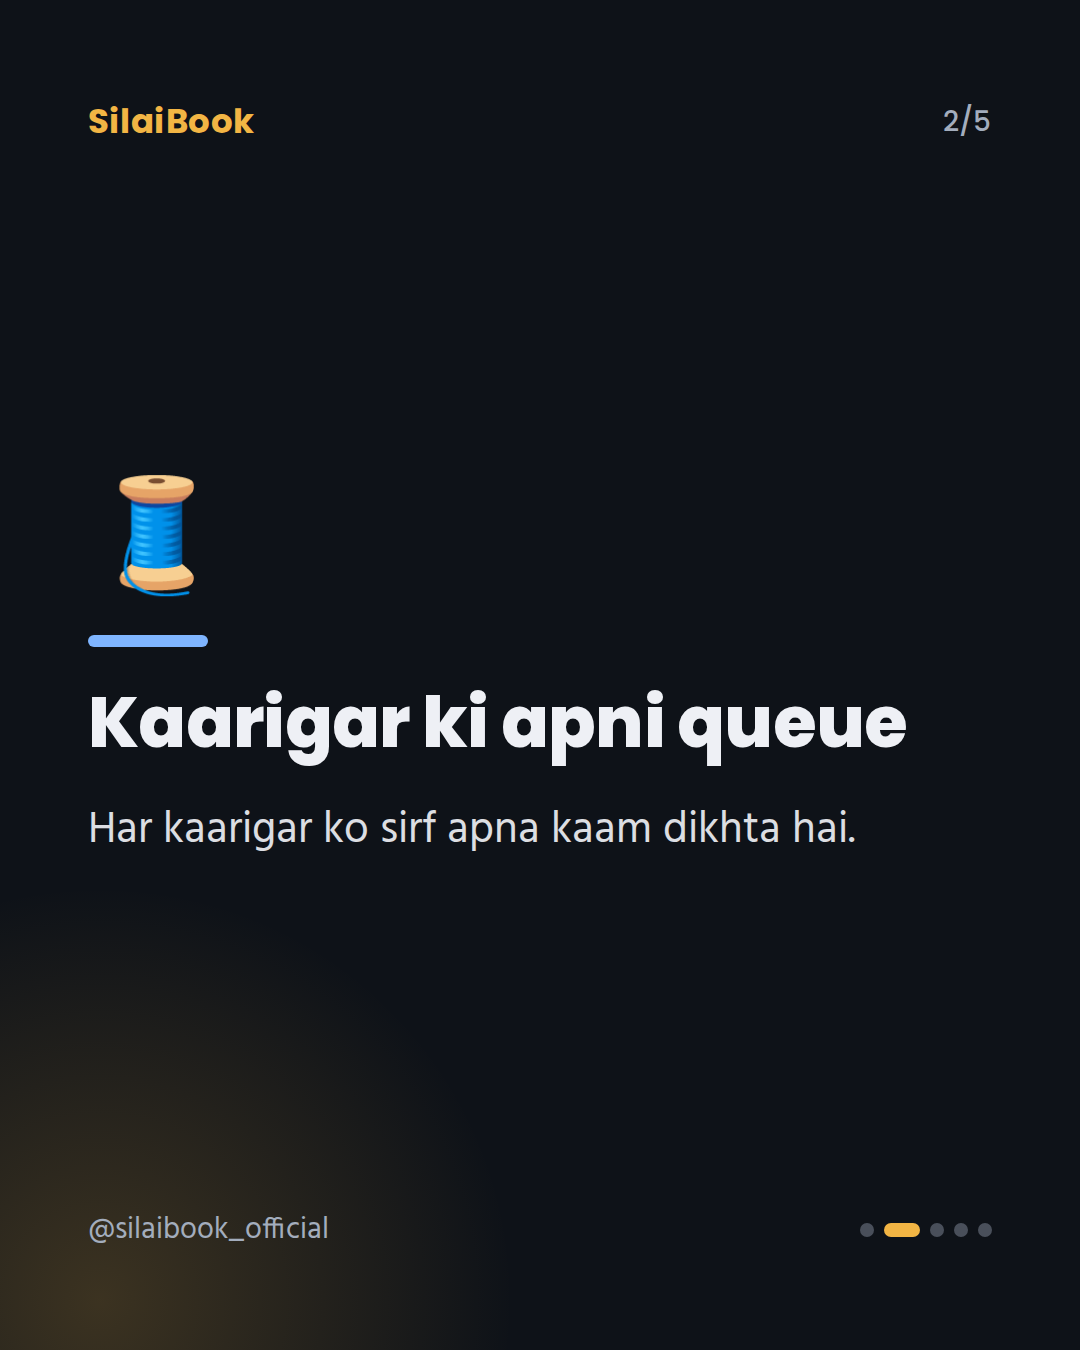 SilaiBook
2/5
Kaarigar ki apni queue
Har kaarigar ko sirf apna kaam dikhta hai.
@silaibook_official